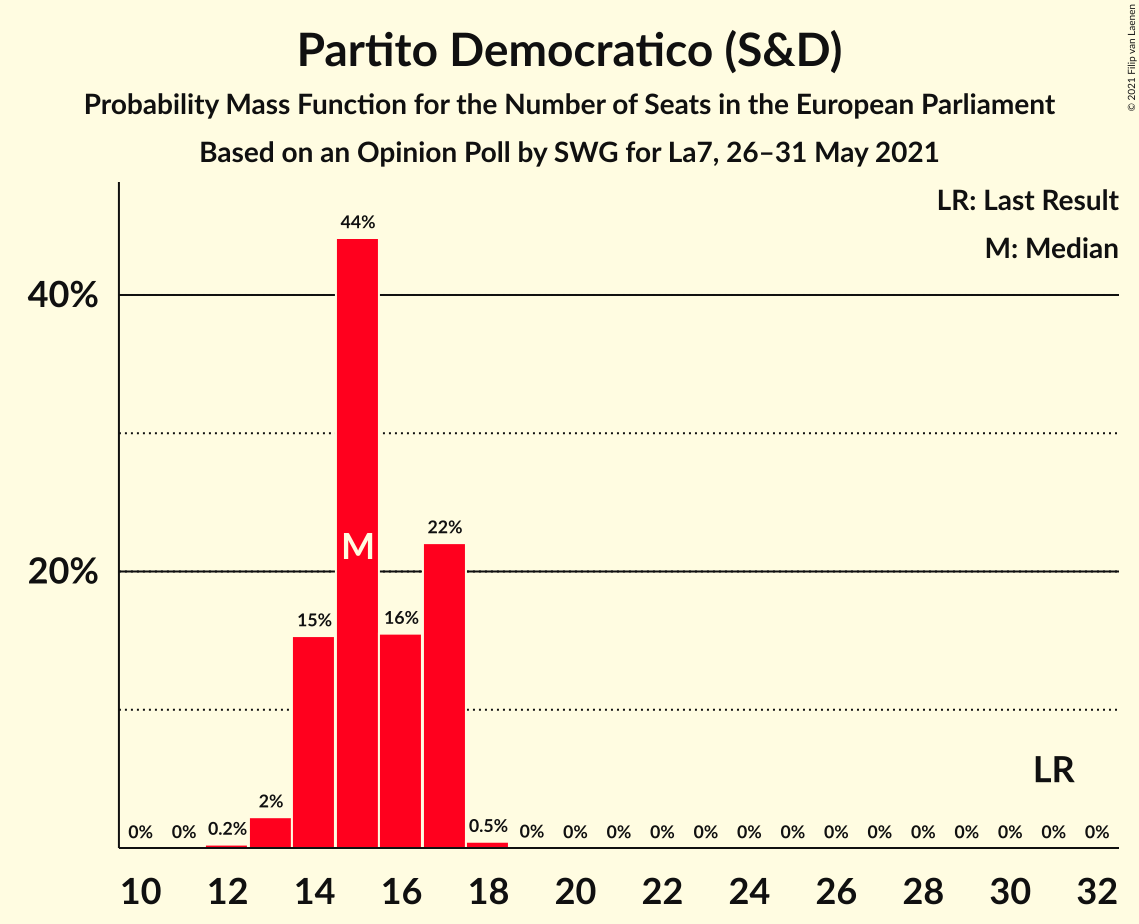 Partito Democratico (S&D)
Probability Mass Function for the Number of Seats in the European Parliament
Based on an Opinion Poll by SWG for La7, 26–31 May 2021
© 2021 Filip van Laenen
LR: Last Result
M: Median
44%
40%
M
22%
20%
15%
16%
LR
0% 0% 0.2% 2% 0.5% 0% 0% 0% 0% 0% 0% 0% 0% 0% 0% 0% 0% 0% 0%
10 12 14 16 18 20 22 24 26 28 30 32